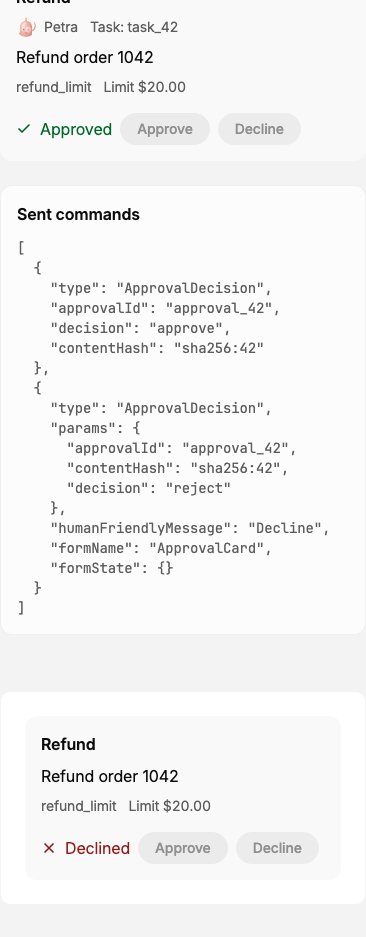 Refund
Petra Task: task_42
Refund order 1042
refund_limit Limit $20.00
Approved Approve Decline
Sent commands
[
  {
    "type": "ApprovalDecision",
    "approvalId": "approval_42",
    "decision": "approve",
    "contentHash": "sha256:42"
  },
  {
    "type": "ApprovalDecision",
    "params": {
      "approvalId": "approval_42",
      "contentHash": "sha256:42",
      "decision": "reject"
    },
    "humanFriendlyMessage": "Decline",
    "formName": "ApprovalCard",
    "formState": {}
  }
]
Refund
Refund order 1042
refund_limit Limit $20.00
Declined Approve Decline